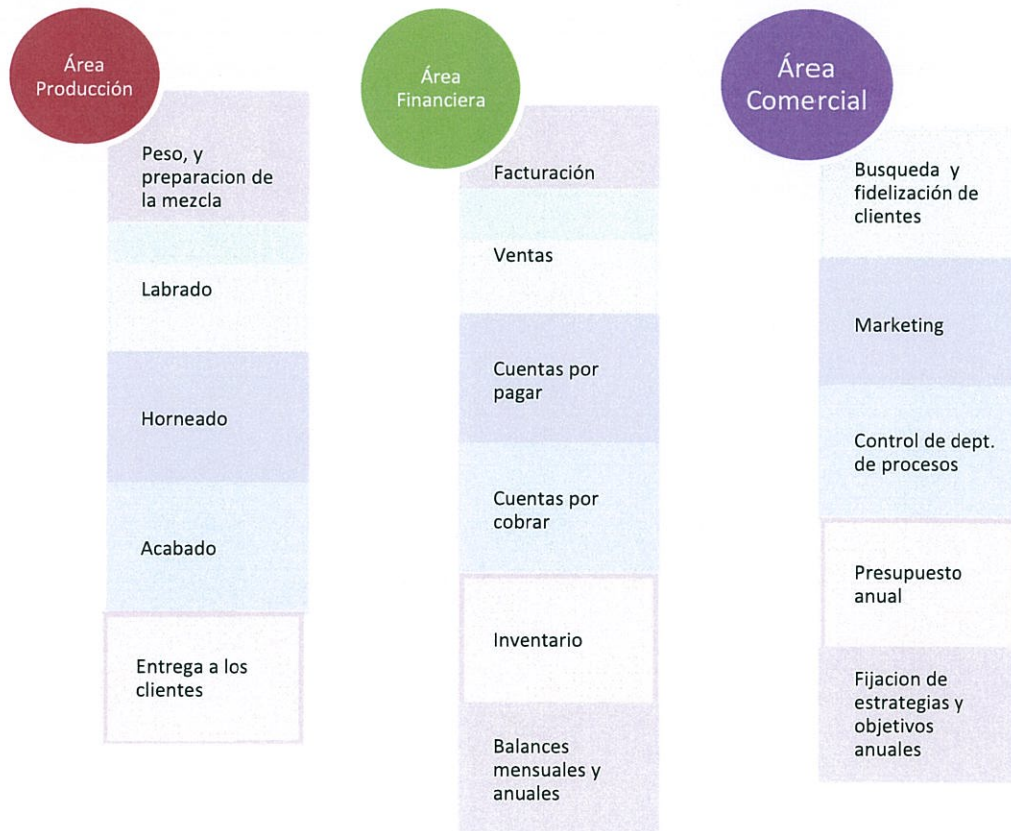 Área
Producción
Peso, y
preparacion de
la mezcla
Labrado
Horneado
Acabado
Entrega a los
clientes
Área
Financiera
Facturación
Ventas
Cuentas por
pagar
Cuentas por
cobrar
Inventario
Balances
mensuales y
anuales
Área
Comercial
Busqueda y
fidelización de
clientes
Marketing
Control de dept.
de procesos
Presupuesto
anual
Fijacion de
estrategias y
objetivos
anuales